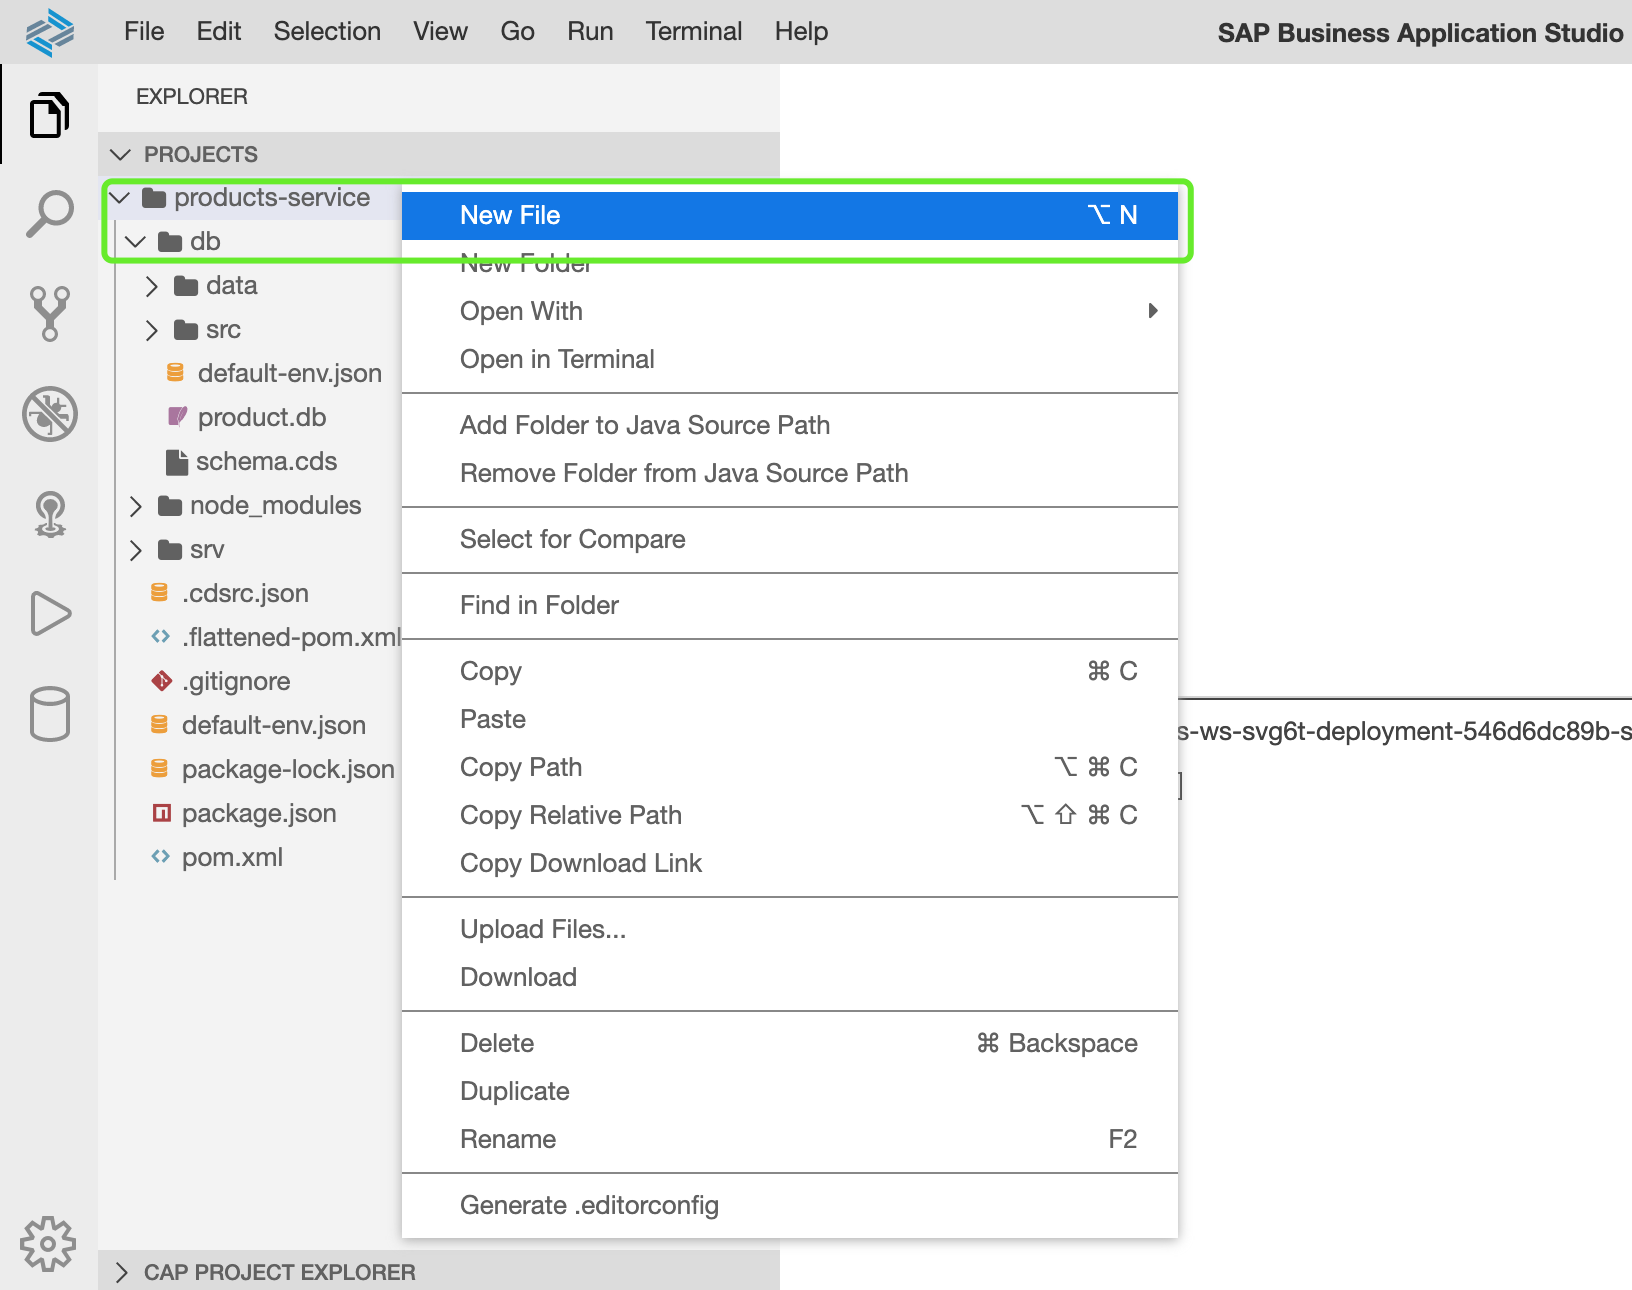 File Edit Selection View Go Run Terminal Help SAP Business Application Studio
EXPLORER
PROJECTS
products-service
db
data
src
default-env.json
product.db
schema.cds
node_modules
srv
.cdsrc.json
.flattened-pom.xml
.gitignore
default-env.json
package-lock.json
package.json
pom.xml
CAP PROJECT EXPLORER
New File ⌥ N
New Folder
Open With
Open in Terminal
Add Folder to Java Source Path
Remove Folder from Java Source Path
Select for Compare
Find in Folder
Copy ⌘ C
Paste
Copy Path ⌥ ⌘ C
Copy Relative Path ⌥ ⇧ ⌘ C
Copy Download Link
Upload Files...
Download
Delete ⌘ Backspace
Duplicate
Rename F2
Generate .editorconfig
s-ws-svg6t-deployment-546d6dc89b-s
]